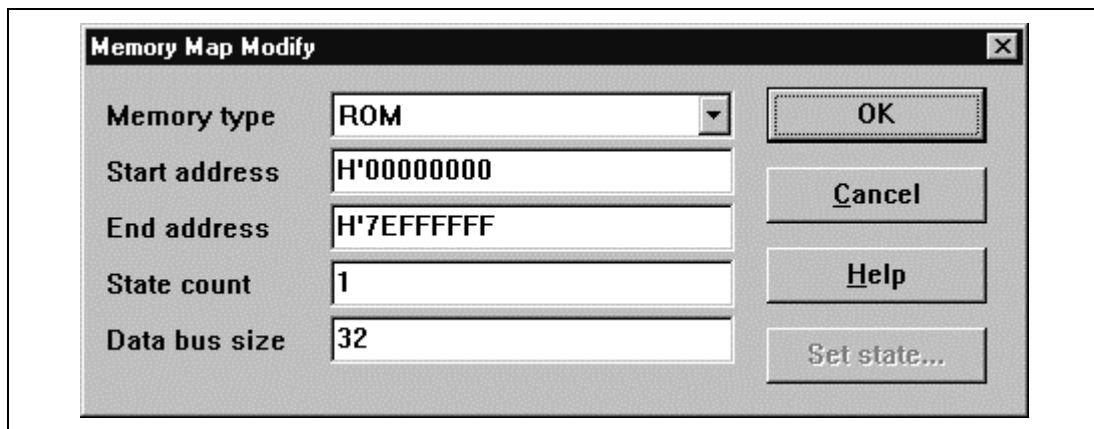 Memory Map Modify
Memory type ROM
OK
Start address H'00000000
Cancel
End address H'7EFFFFFF
State count 1
Help
Data bus size 32
Set state...